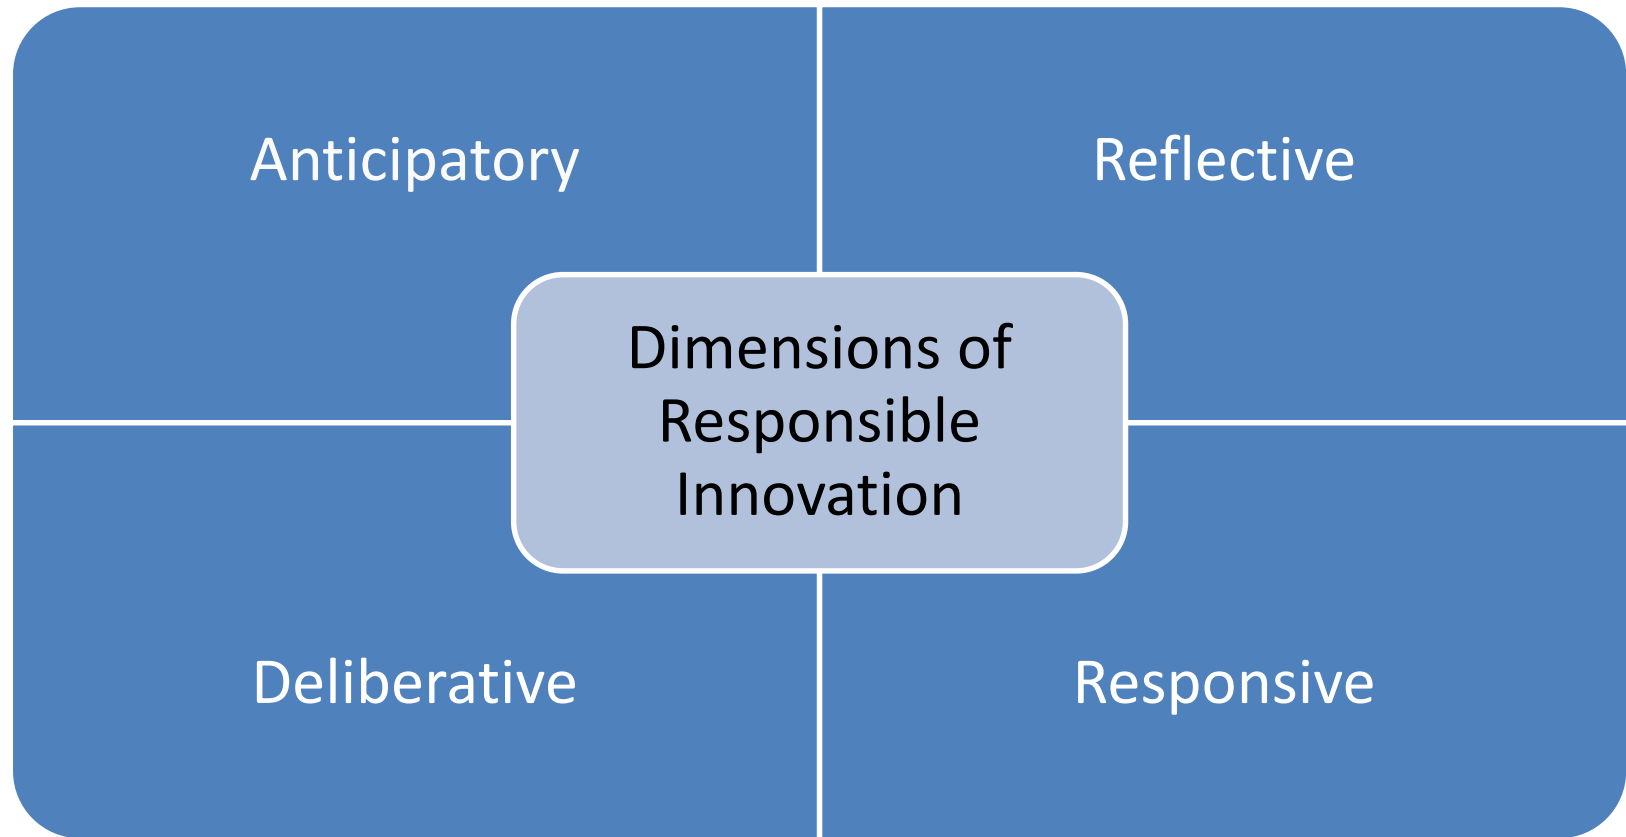 Anticipatory
Reflective
Dimensions of
Responsible
Innovation
Deliberative
Responsive